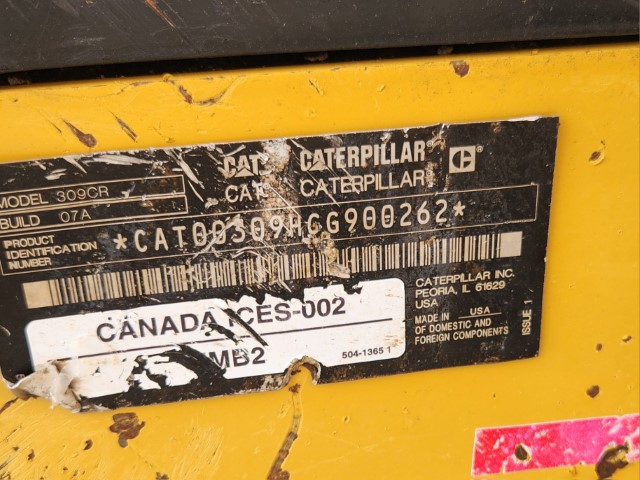 CAT CATERPILLAR C ®
CAT CATERPILLAR
MODEL 309CR
BUILD 07A
PRODUCT
IDENTIFICATION
NUMBER
*CAT00309HGG900262*
CATERPILLAR INC.
PEORIA, IL 61629
USA
MADE IN USA
OF DOMESTIC AND
FOREIGN COMPONENTS
ISSUE 1
CANADA ICES-002
MB2
504-1365 1